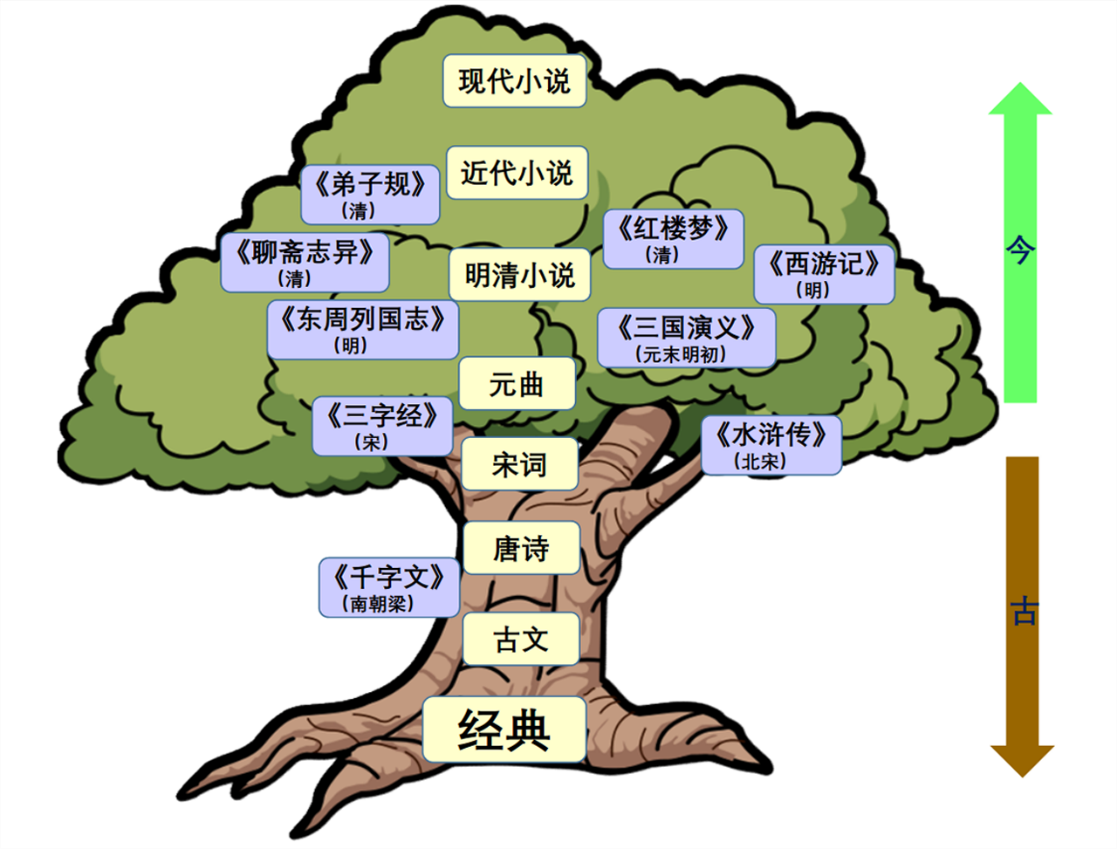 现代小说
近代小说
《弟子规》
(清)
《红楼梦》
(清)
《聊斋志异》
(清)
明清小说
《西游记》
(明)
今
《东周列国志》
(明)
《三国演义》
(元末明初)
元曲
《三字经》
(宋)
《水浒传》
(北宋)
宋词
唐诗
《千字文》
(南朝梁)
古
古文
经典